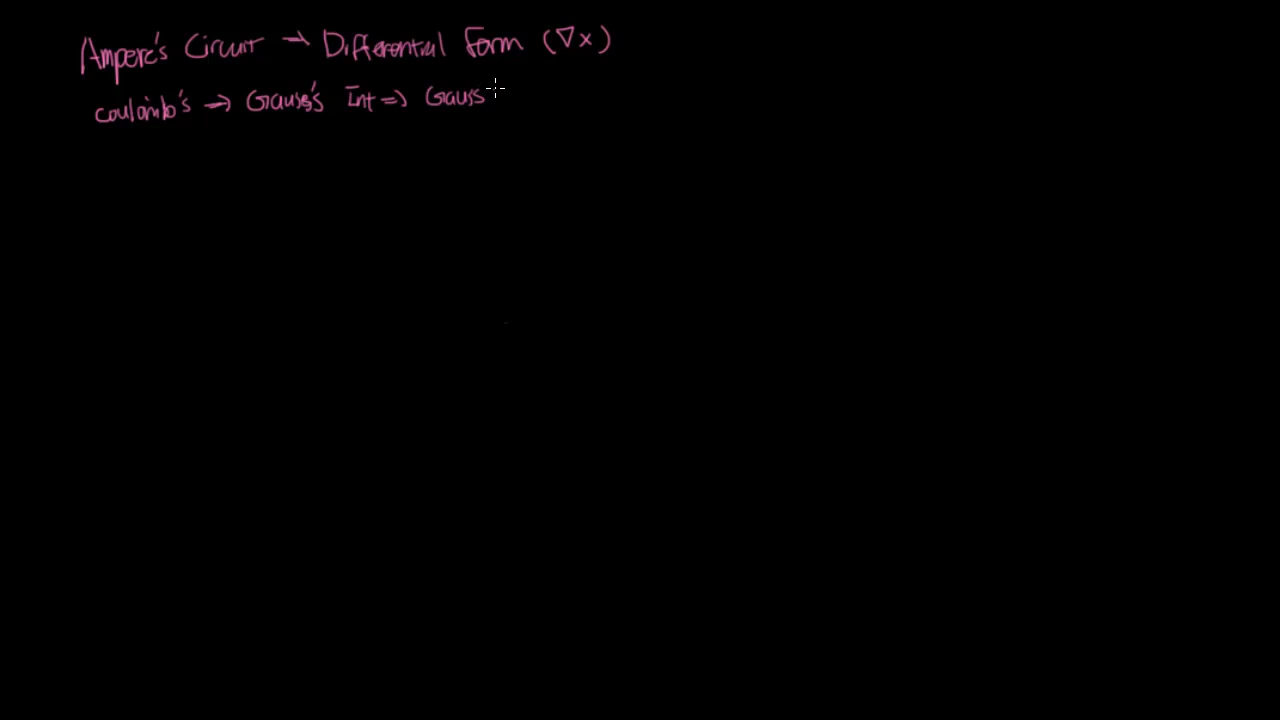 Ampere's Circuit → Differential Form (∇×)
Coulomb's → Gauss's Int ⇒ Gauss